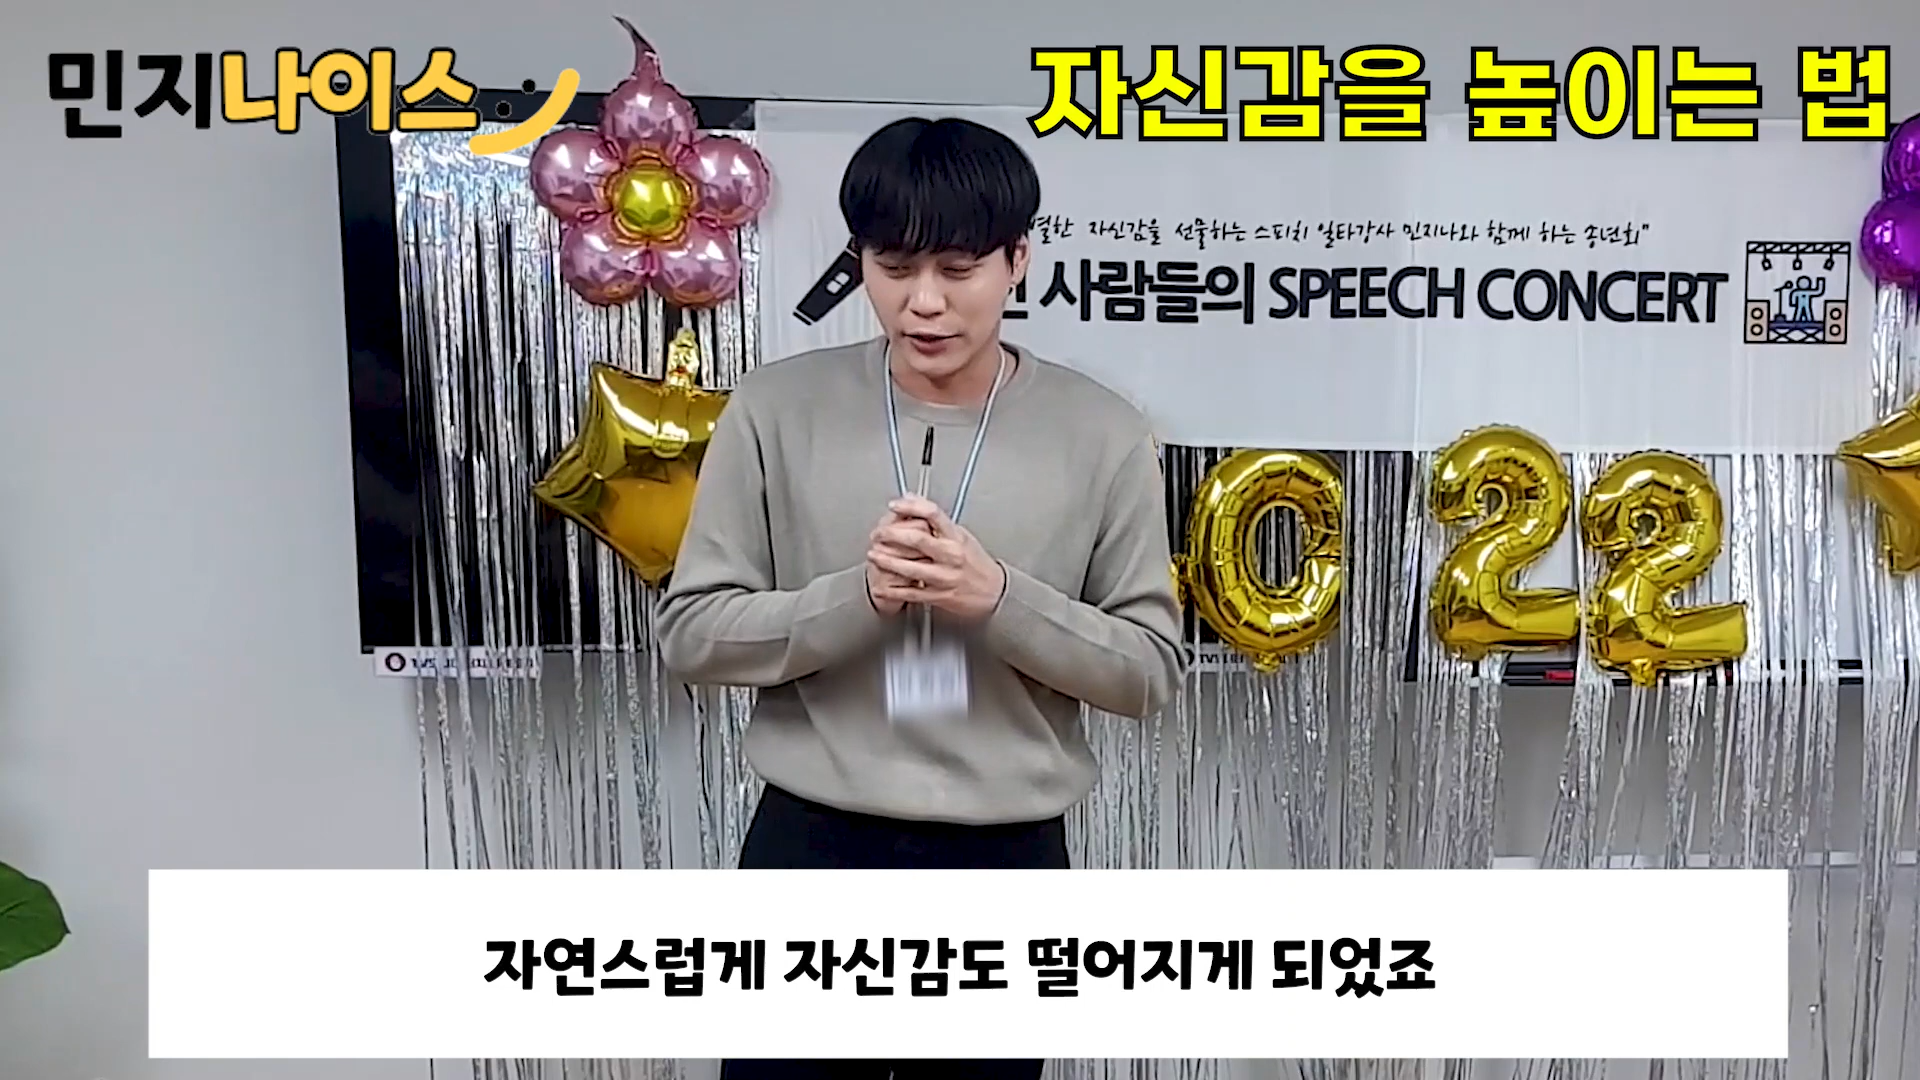 민지나이스
자신감을 높이는 법
자신감을 선물하는 스피치 일타강사 민지나와 함께 하는 송년회"
사람들의 SPEECH CONCERT
022
자연스럽게 자신감도 떨어지게 되었죠